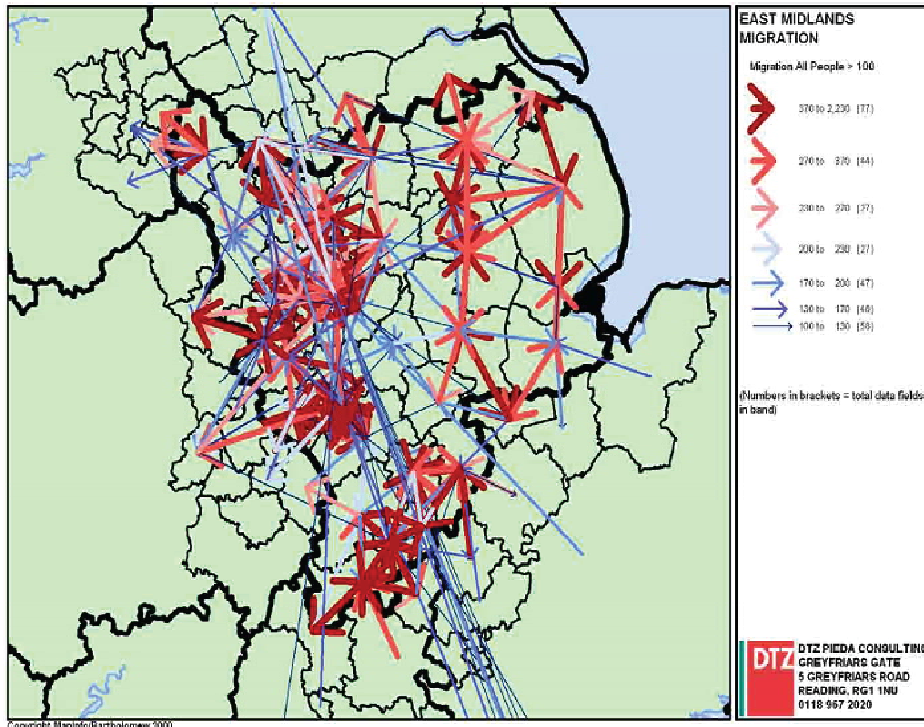 EAST MIDLANDS
MIGRATION
Migration All People > 100
370 to 2,230 (77)
270 to 370 (44)
230 to 270 (37)
200 to 230 (27)
170 to 200 (47)
130 to 170 (46)
100 to 130 (56)
(Numbers in brackets = total data fields
in band)
DTZ
DTZ PIEDA CONSULTING
GREYFRIARS GATE
5 GREYFRIARS ROAD
READING, RG1 1NU
0118 967 2020
Copyright MapInfo/Bartholomew 2000